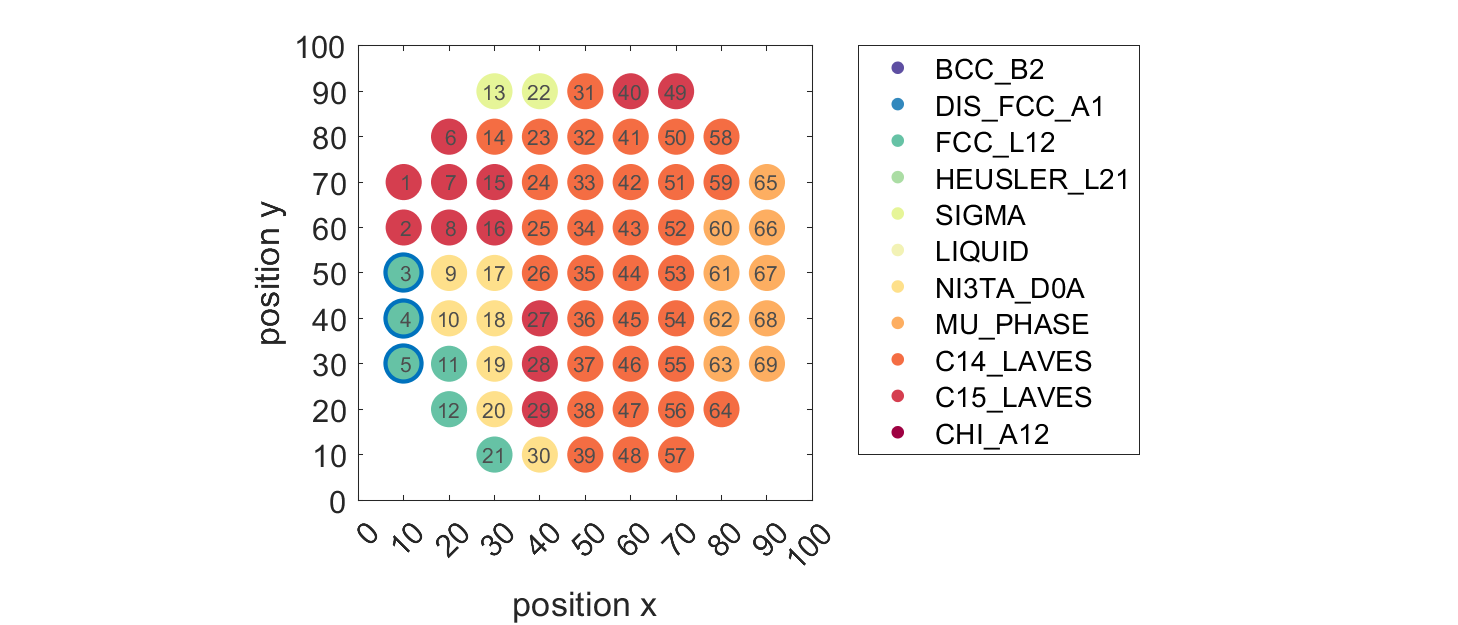 100
90
80
70
60
50
40
30
20
10
0
position y
13 22 31 40 49
6 14 23 32 41 50 58
1 7 15 24 33 42 51 59 65
2 8 16 25 34 43 52 60 66
3 9 17 26 35 44 53 61 67
4 10 18 27 36 45 54 62 68
5 11 19 28 37 46 55 63 69
12 20 29 38 47 56 64
21 30 39 48 57
0 10 20 30 40 50 60 70 80 90 100
position x
BCC_B2
DIS_FCC_A1
FCC_L12
HEUSLER_L21
SIGMA
LIQUID
NI3TA_D0A
MU_PHASE
C14_LAVES
C15_LAVES
CHI_A12